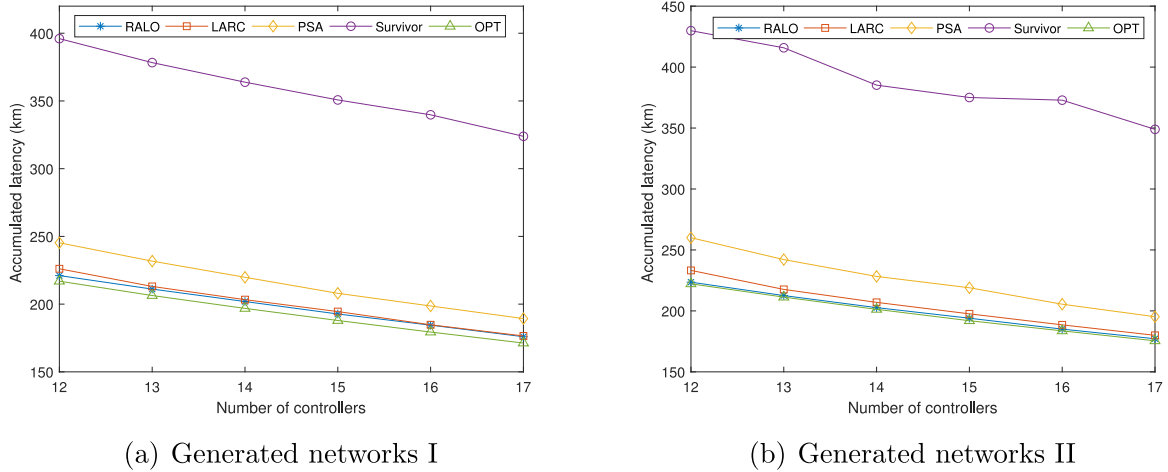 RALO LARC PSA Survivor OPT
400
350
300
250
200
150
Accumulated latency (km)
12 13 14 15 16 17
Number of controllers
(a) Generated networks I
RALO LARC PSA Survivor OPT
450
400
350
300
250
200
150
Accumulated latency (km)
12 13 14 15 16 17
Number of controllers
(b) Generated networks II